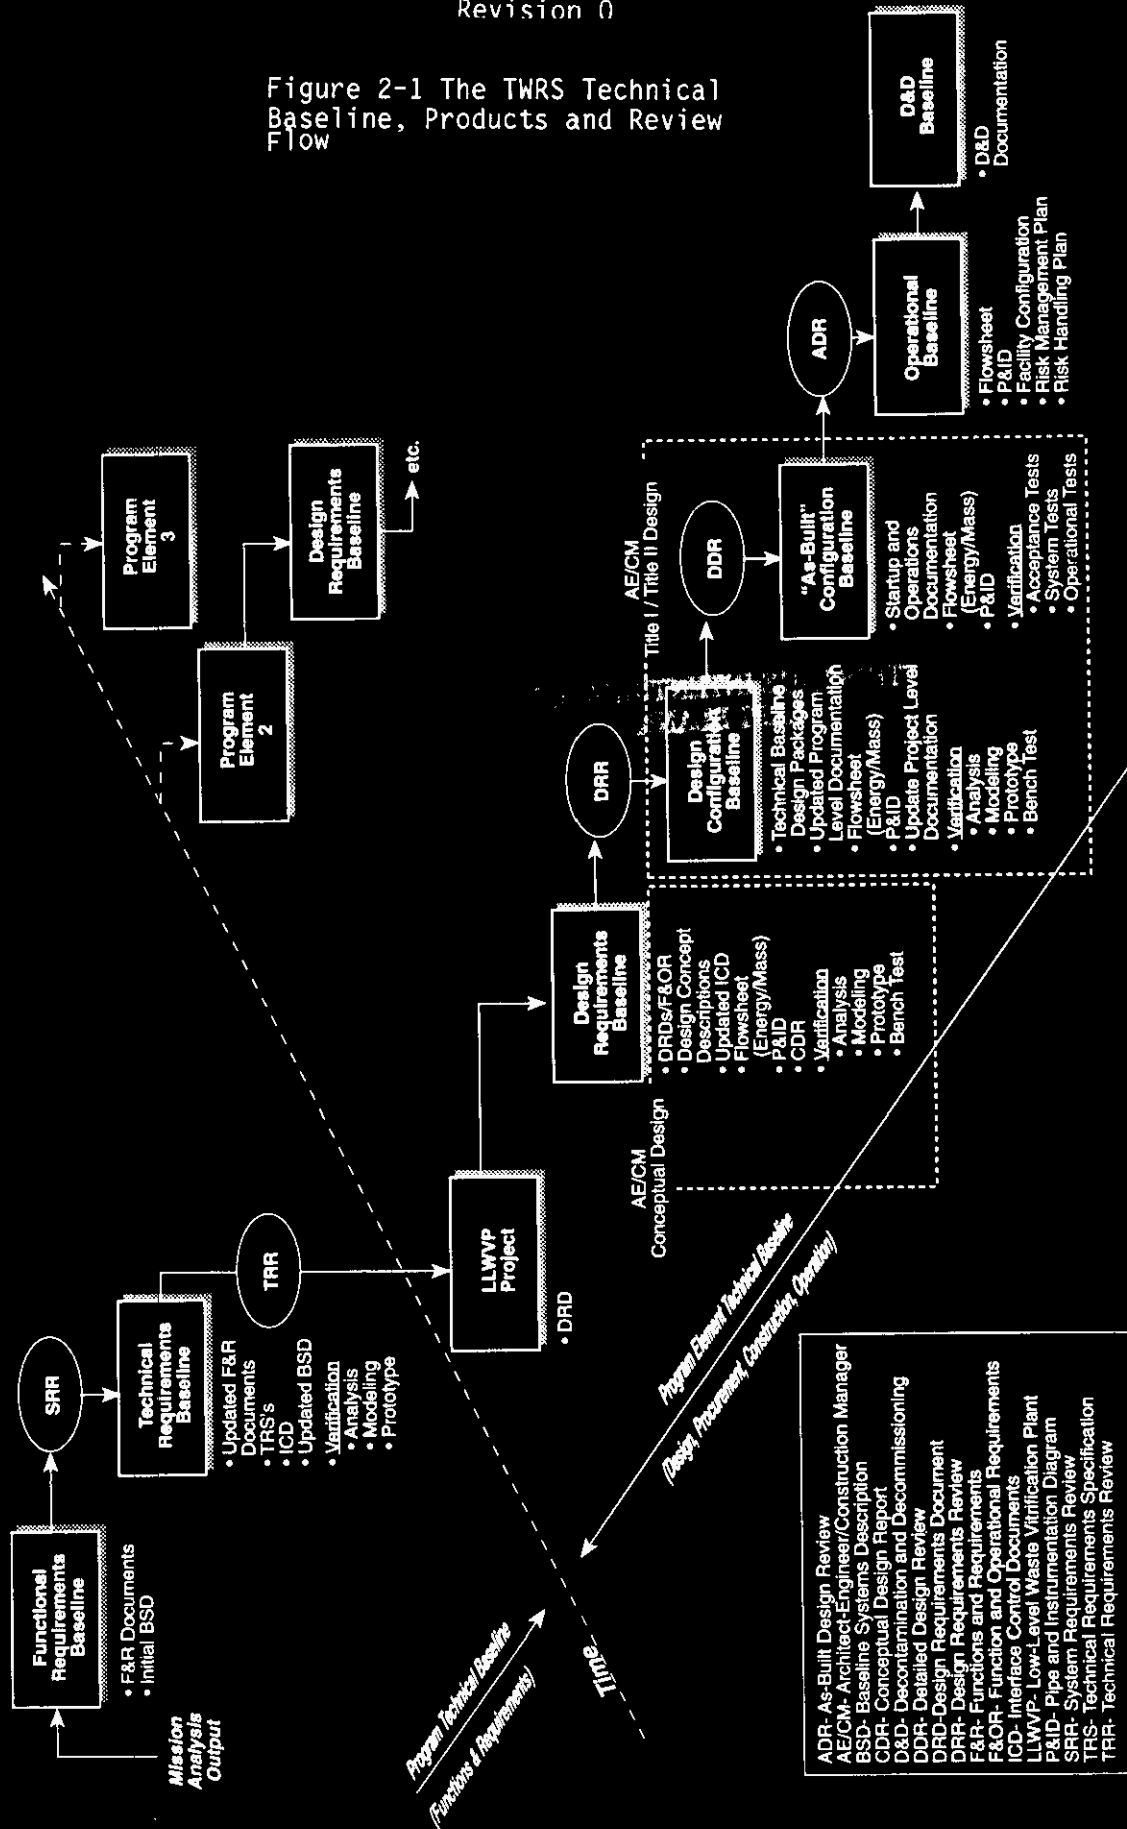 Revision 0
Figure 2-1 The TWRS Technical
Baseline, Products and Review
Flow
Mission
Analysis
Output
Functional
Requirements
Baseline
• F&R Documents
• Initial BSD
SRR
Technical
Requirements
Baseline
• Updated F&R
Documents
• TRS's
• ICD
• Updated BSD
• Verification
• Analysis
• Modeling
• Prototype
TRR
LLWVP
Project
• DRD
Program
Element
2
Program
Element
3
Design
Requirements
Baseline
etc.
Design
Requirements
Baseline
AE/CM
Conceptual Design
• DRDs/F&OR
• Design Concept
Descriptions
• Updated ICD
• Flowsheet
(Energy/Mass)
• P&ID
• CDR
• Verification
• Analysis
• Modeling
• Prototype
• Bench Test
DRR
AE/CM
Title I / Title II Design
Design
Configuration
Baseline
• Technical Baseline
Design Packages
• Updated Program
Level Documentation
• Flowsheet
(Energy/Mass)
• P&ID
• Update Project Level
Documentation
• Verification
• Analysis
• Modeling
• Prototype
• Bench Test
DDR
"As-Built"
Configuration
Baseline
• Startup and
Operations
Documentation
• Flowsheet
(Energy/Mass)
• P&ID
• Verification
• Acceptance Tests
• System Tests
• Operational Tests
ADR
Operational
Baseline
• Flowsheet
• P&ID
• Facility Configuration
• Risk Management Plan
• Risk Handling Plan
D&D
Baseline
• D&D
Documentation
Program Technical Baseline
(Functions & Requirements)
Time
Program Element Technical Baseline
(Design, Procurement, Construction, Operation)
ADR- As-Built Design Review
AE/CM- Architect-Engineer/Construction Manager
BSD- Baseline Systems Description
CDR- Conceptual Design Report
D&D- Decontamination and Decommissioning
DDR- Detailed Design Review
DRD-Design Requirements Document
DRR- Design Requirements Review
F&R- Functions and Requirements
F&OR- Function and Operational Requirements
ICD- Interface Control Documents
LLWVP- Low-Level Waste Vitrification Plant
P&ID- Pipe and Instrumentation Diagram
SRR- System Requirements Review
TRS- Technical Requirements Specification
TRR- Technical Requirements Review